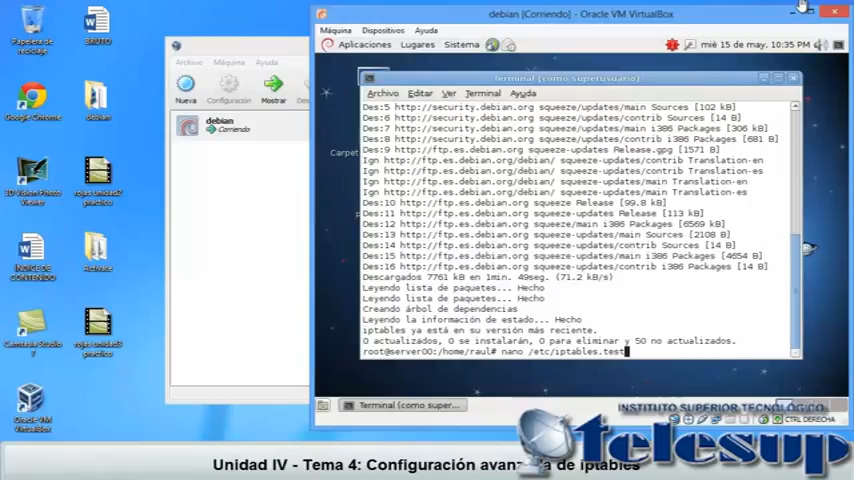 Papelera de
reciclaje
BRUTO
Google Chrome
debian
3D Vision Photo
Viewer
rojas unidad2
practico
ÍNDICE DE
CONTENIDO
Activate
Camtasia Studio
7
rojas unidad3
practico
Oracle VM
VirtualBox
Archivo Máquina Ayuda
Nueva Configuración Mostrar
debian
Corriendo
debian [Corriendo] - Oracle VM VirtualBox
Máquina Dispositivos Ayuda
Aplicaciones Lugares Sistema
mié 15 de may, 10:35 PM
Carpet
Terminal (como superusuario)
Archivo Editar Ver Terminal Ayuda
Des:5 http://security.debian.org squeeze/updates/main Sources [102 kB]
Des:6 http://security.debian.org squeeze/updates/contrib Sources [14 B]
Des:7 http://security.debian.org squeeze/updates/main i386 Packages [306 kB]
Des:8 http://security.debian.org squeeze/updates/contrib i386 Packages [681 B]
Des:9 http://ftp.es.debian.org squeeze-updates Release.gpg [1571 B]
Ign http://ftp.es.debian.org/debian/ squeeze-updates/contrib Translation-en
Ign http://ftp.es.debian.org/debian/ squeeze-updates/contrib Translation-es
Ign http://ftp.es.debian.org/debian/ squeeze-updates/main Translation-en
Ign http://ftp.es.debian.org/debian/ squeeze-updates/main Translation-es
Des:10 http://ftp.es.debian.org squeeze Release [99.8 kB]
Des:11 http://ftp.es.debian.org squeeze-updates Release [113 kB]
Des:12 http://ftp.es.debian.org squeeze/main i386 Packages [6569 kB]
Des:13 http://ftp.es.debian.org squeeze-updates/main Sources [2108 B]
Des:14 http://ftp.es.debian.org squeeze-updates/contrib Sources [14 B]
Des:15 http://ftp.es.debian.org squeeze-updates/main i386 Packages [4654 B]
Des:16 http://ftp.es.debian.org squeeze-updates/contrib i386 Packages [14 B]
Descargados 7761 kB en 1min. 49seg. (71.2 kB/s)
Leyendo lista de paquetes... Hecho
Leyendo lista de paquetes... Hecho
Creando árbol de dependencias
Leyendo la información de estado... Hecho
iptables ya está en su versión más reciente.
0 actualizados, 0 se instalarán, 0 para eliminar y 50 no actualizados.
root@server00:/home/raul# nano /etc/iptables.test
Terminal (como super...
CTRL DERECHA
INSTITUTO SUPERIOR TECNOLÓGICO
telesup
Unidad IV - Tema 4: Configuración avanzada de iptables